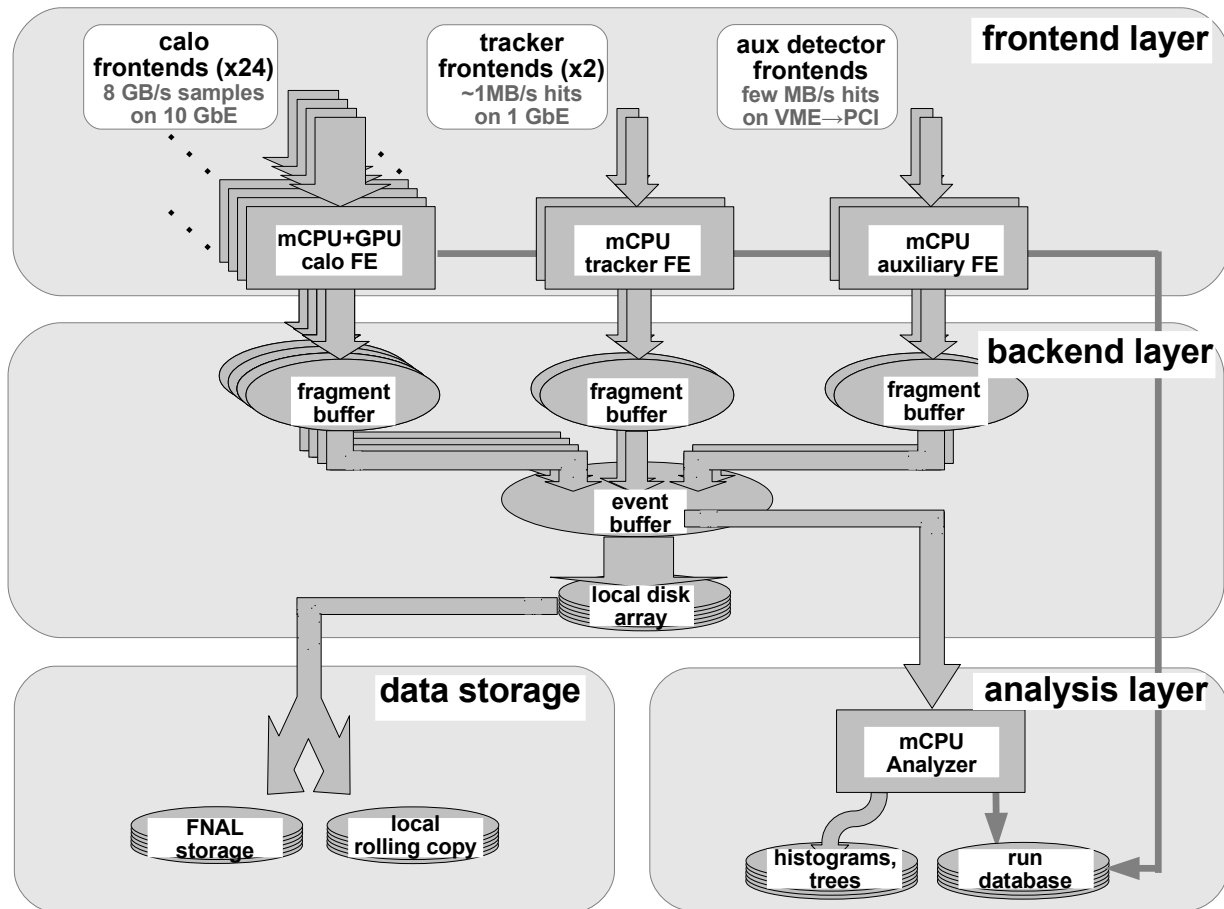 frontend layer
calo
frontends (x24)
8 GB/s samples
on 10 GbE
tracker
frontends (x2)
~1MB/s hits
on 1 GbE
aux detector
frontends
few MB/s hits
on VME→PCI
mCPU+GPU
calo FE
mCPU
tracker FE
mCPU
auxiliary FE
backend layer
fragment
buffer
fragment
buffer
fragment
buffer
event
buffer
local disk
array
data storage
FNAL
storage
local
rolling copy
analysis layer
mCPU
Analyzer
histograms,
trees
run
database